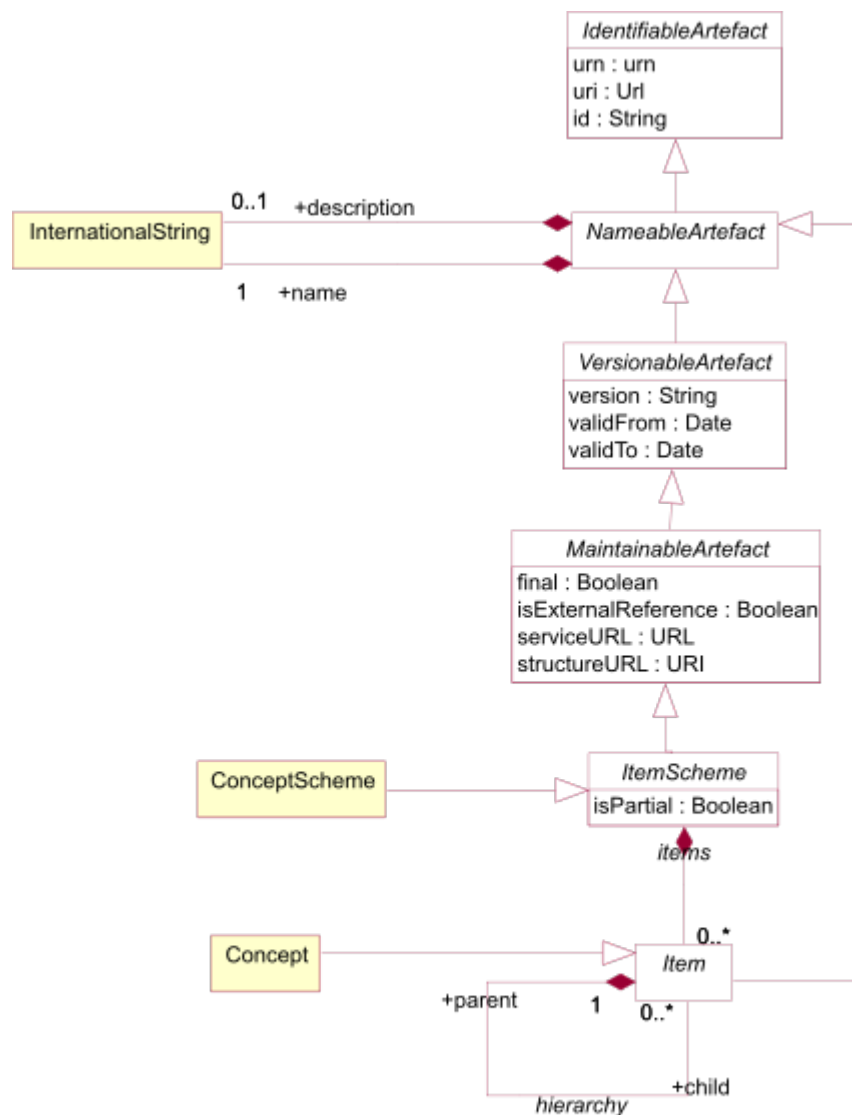 IdentifiableArtefact
urn : urn
uri : Url
id : String
0..1
+description
InternationalString
NameableArtefact
1
+name
VersionableArtefact
version : String
validFrom : Date
validTo : Date
MaintainableArtefact
final : Boolean
isExternalReference : Boolean
serviceURL : URL
structureURL : URI
ConceptScheme
ItemScheme
isPartial : Boolean
items
0..*
Concept
Item
+parent
1
0..*
+child
hierarchy